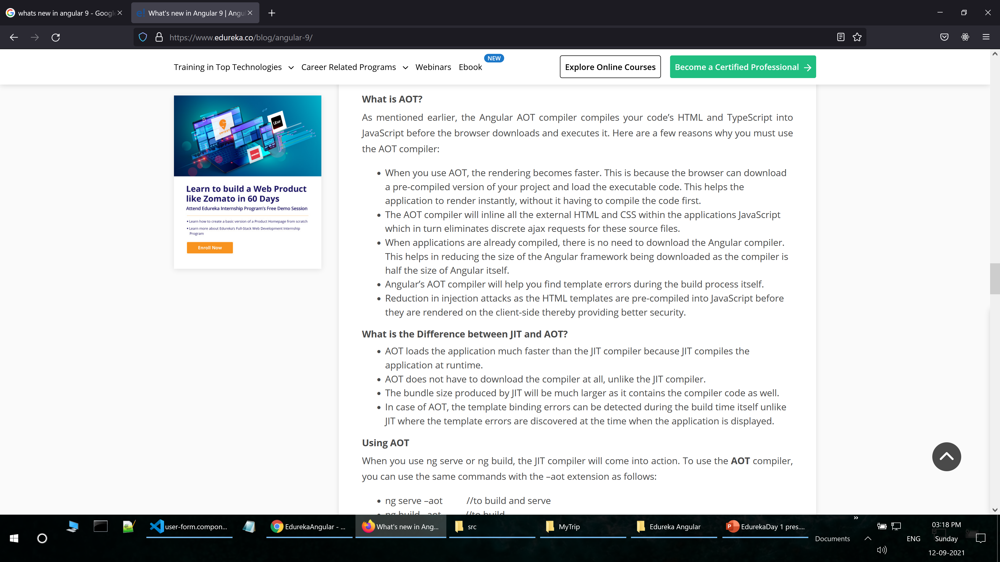 whats new in angular 9 - Google
What's new in Angular 9 | Angul
https://www.edureka.co/blog/angular-9/
NEW
Training in Top Technologies Career Related Programs Webinars Ebook Explore Online Courses Become a Certified Professional
SWIGGY
Uber
zomato
Learn to build a Web Product
like Zomato in 60 Days
Attend Edureka Internship Program's Free Demo Session
• Learn how to create a basic version of a Product Homepage from scratch
• Learn more about Edureka's Full-Stack Web Development Internship
Program
Enroll Now
What is AOT?
As mentioned earlier, the Angular AOT compiler compiles your code’s HTML and TypeScript into
JavaScript before the browser downloads and executes it. Here are a few reasons why you must use
the AOT compiler:
• When you use AOT, the rendering becomes faster. This is because the browser can download
a pre-compiled version of your project and load the executable code. This helps the
application to render instantly, without it having to compile the code first.
• The AOT compiler will inline all the external HTML and CSS within the applications JavaScript
which in turn eliminates discrete ajax requests for these source files.
• When applications are already compiled, there is no need to download the Angular compiler.
This helps in reducing the size of the Angular framework being downloaded as the compiler is
half the size of Angular itself.
• Angular’s AOT compiler will help you find template errors during the build process itself.
• Reduction in injection attacks as the HTML templates are pre-compiled into JavaScript before
they are rendered on the client-side thereby providing better security.
What is the Difference between JIT and AOT?
• AOT loads the application much faster than the JIT compiler because JIT compiles the
application at runtime.
• AOT does not have to download the compiler at all, unlike the JIT compiler.
• The bundle size produced by JIT will be much larger as it contains the compiler code as well.
• In case of AOT, the template binding errors can be detected during the build time itself unlike
JIT where the template errors are discovered at the time when the application is displayed.
Using AOT
When you use ng serve or ng build, the JIT compiler will come into action. To use the AOT compiler,
you can use the same commands with the –aot extension as follows:
• ng serve –aot //to build and serve
• ng build –aot //to build
user-form.compon...
EdurekaAngular - ...
What's new in Ang...
src
MyTrip
Edureka Angular
EdurekaDay 1 pres....
Documents
ENG
03:18 PM
Sunday
12-09-2021